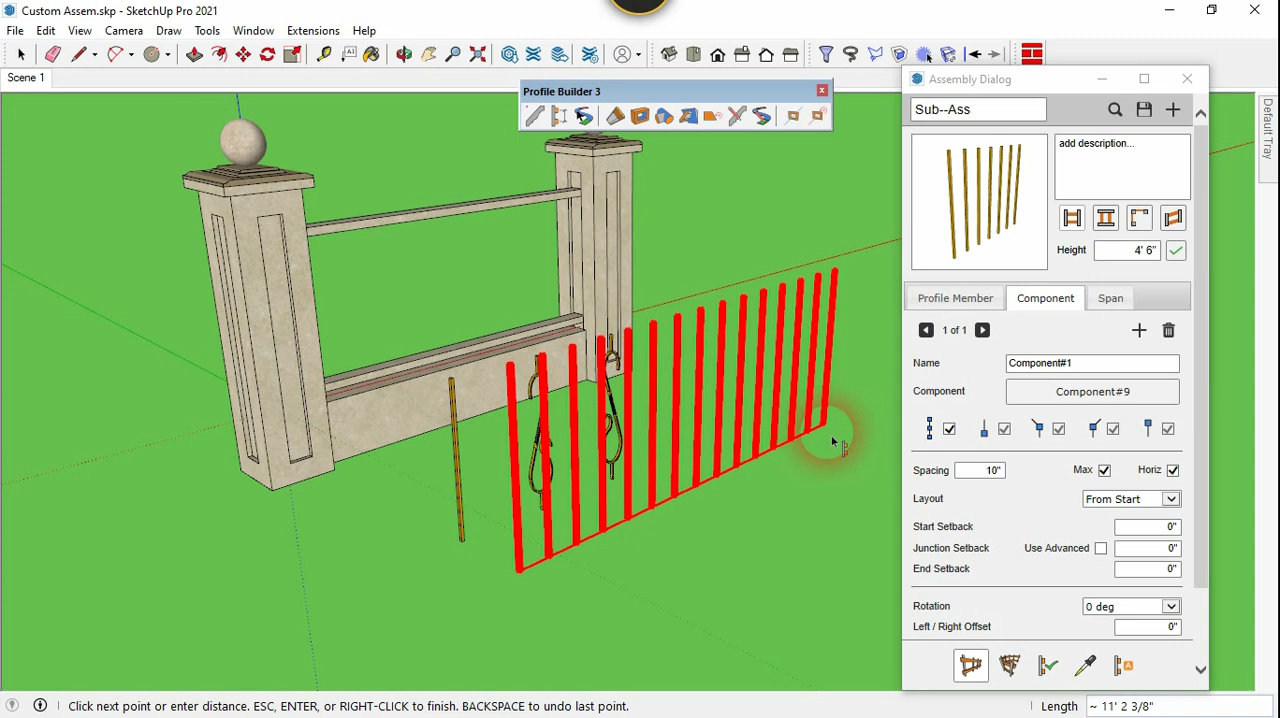 Custom Assem.skp - SketchUp Pro 2021
File Edit View Camera Draw Tools Window Extensions Help
Scene 1
Profile Builder 3
Assembly Dialog
Sub--Ass
add description...
Height 4' 6"
Profile Member Component Span
1 of 1
Name Component#1
Component Component#9
Spacing 10" Max Horiz
Layout From Start
Start Setback 0"
Junction Setback Use Advanced 0"
End Setback 0"
Rotation 0 deg
Left / Right Offset 0"
Default Tray
Click next point or enter distance. ESC, ENTER, or RIGHT-CLICK to finish. BACKSPACE to undo last point.
Length ~ 11' 2 3/8"